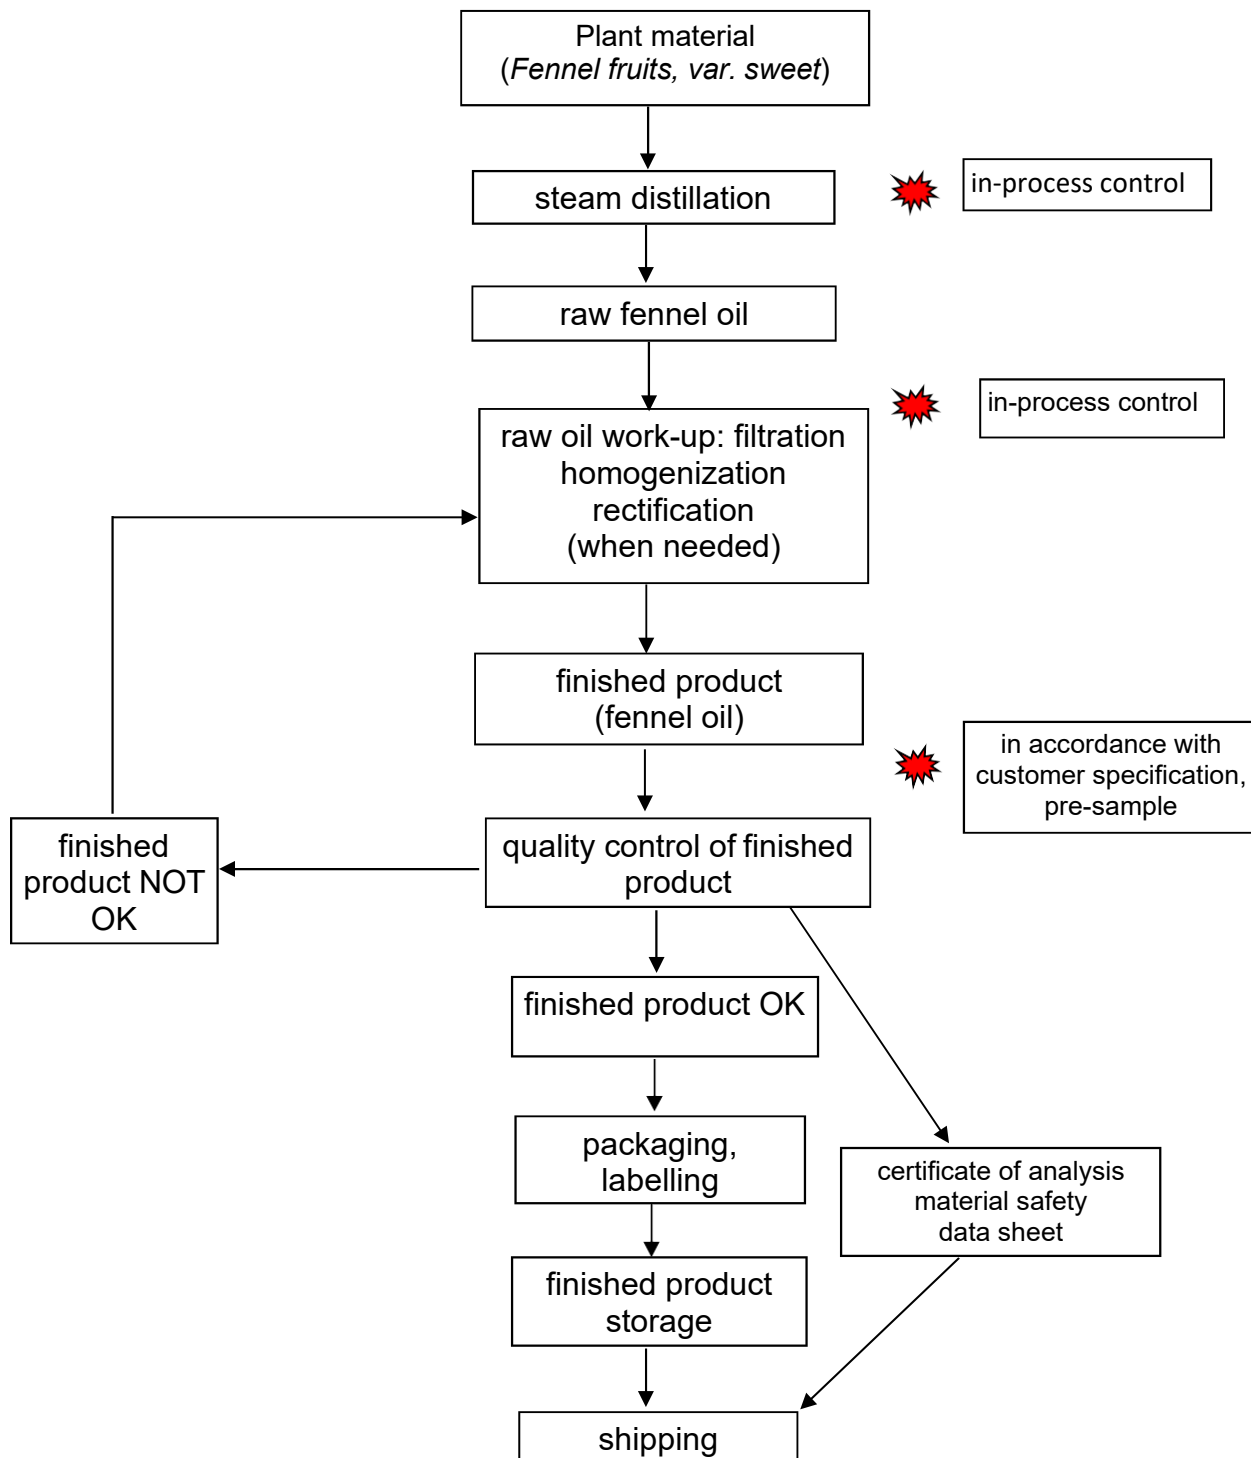 Plant material
(Fennel fruits, var. sweet)
steam distillation
in-process control
raw fennel oil
in-process control
raw oil work-up: filtration
homogenization
rectification
(when needed)
finished product
(fennel oil)
in accordance with
customer specification,
pre-sample
finished
product NOT
OK
quality control of finished
product
finished product OK
packaging,
labelling
certificate of analysis
material safety
data sheet
finished product
storage
shipping